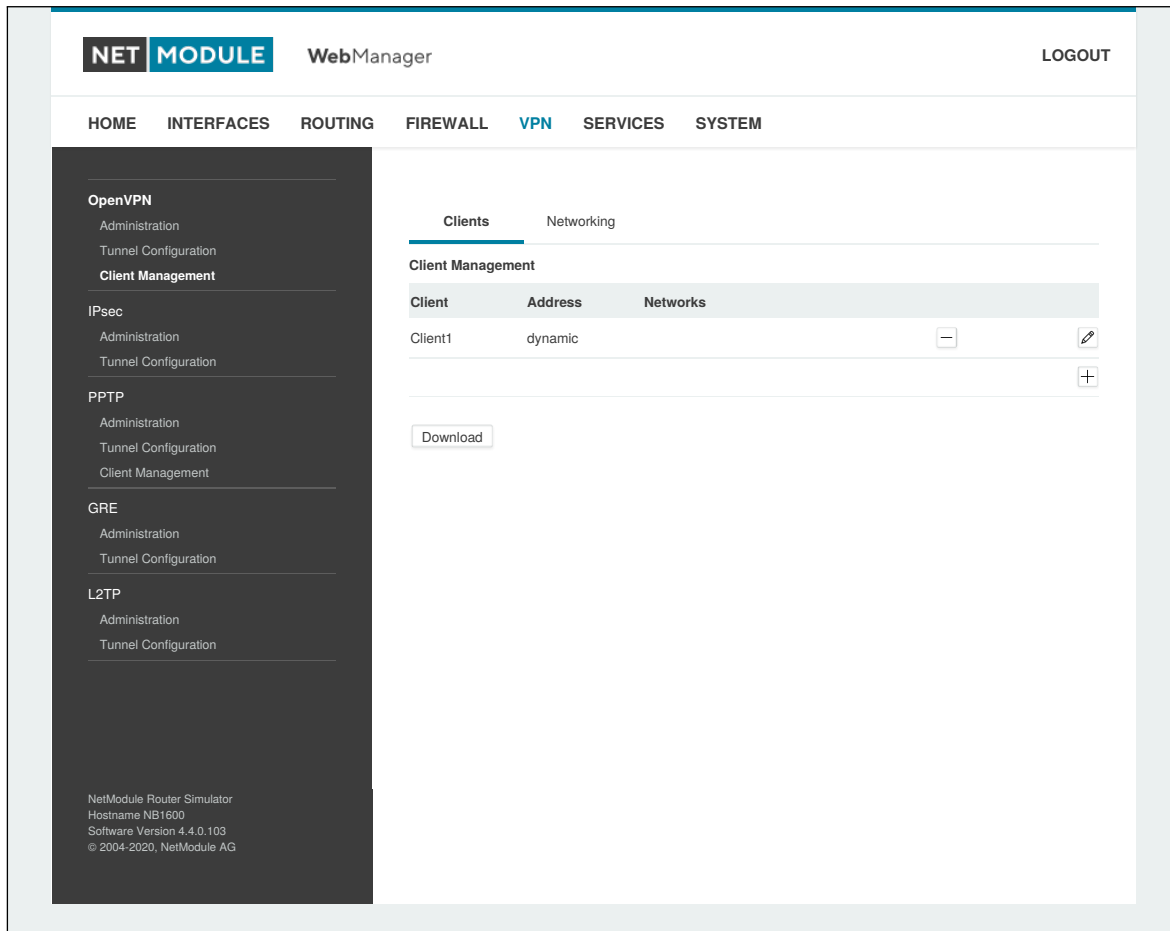 NET MODULE WebManager LOGOUT
HOME INTERFACES ROUTING FIREWALL VPN SERVICES SYSTEM
OpenVPN
Administration
Tunnel Configuration
Client Management
IPsec
Administration
Tunnel Configuration
PPTP
Administration
Tunnel Configuration
Client Management
GRE
Administration
Tunnel Configuration
L2TP
Administration
Tunnel Configuration
NetModule Router Simulator
Hostname NB1600
Software Version 4.4.0.103
© 2004-2020, NetModule AG
Clients Networking
Client Management
Client Address Networks
Client1 dynamic
Download